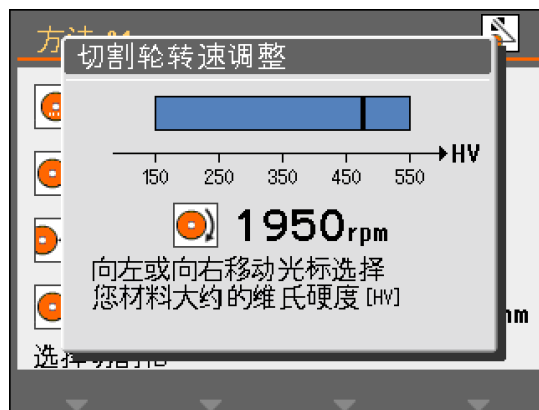 方法
切割轮转速调整
HV
150 250 350 450 550
1950rpm
向左或向右移动光标选择
您材料大约的维氏硬度 [HV]
选择切割轮